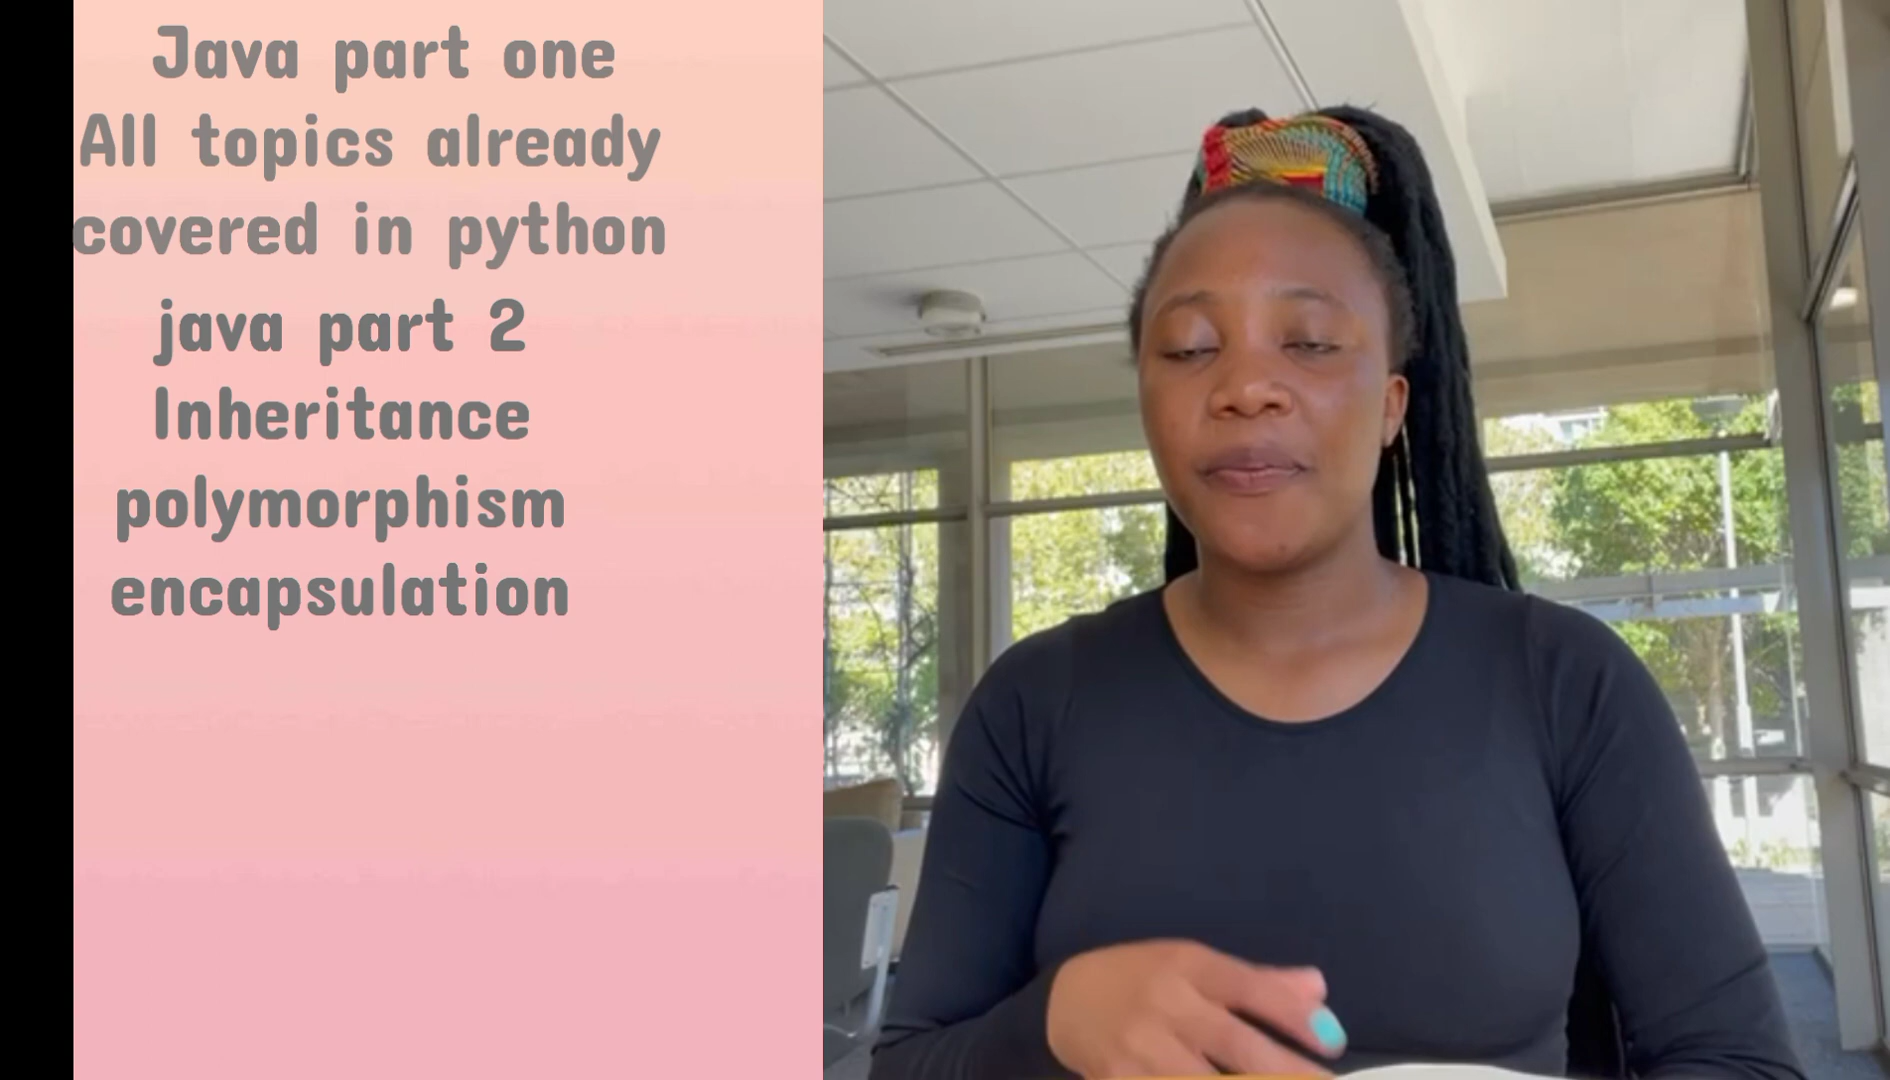 Java part one
All topics already
covered in python
java part 2
Inheritance
polymorphism
encapsulation